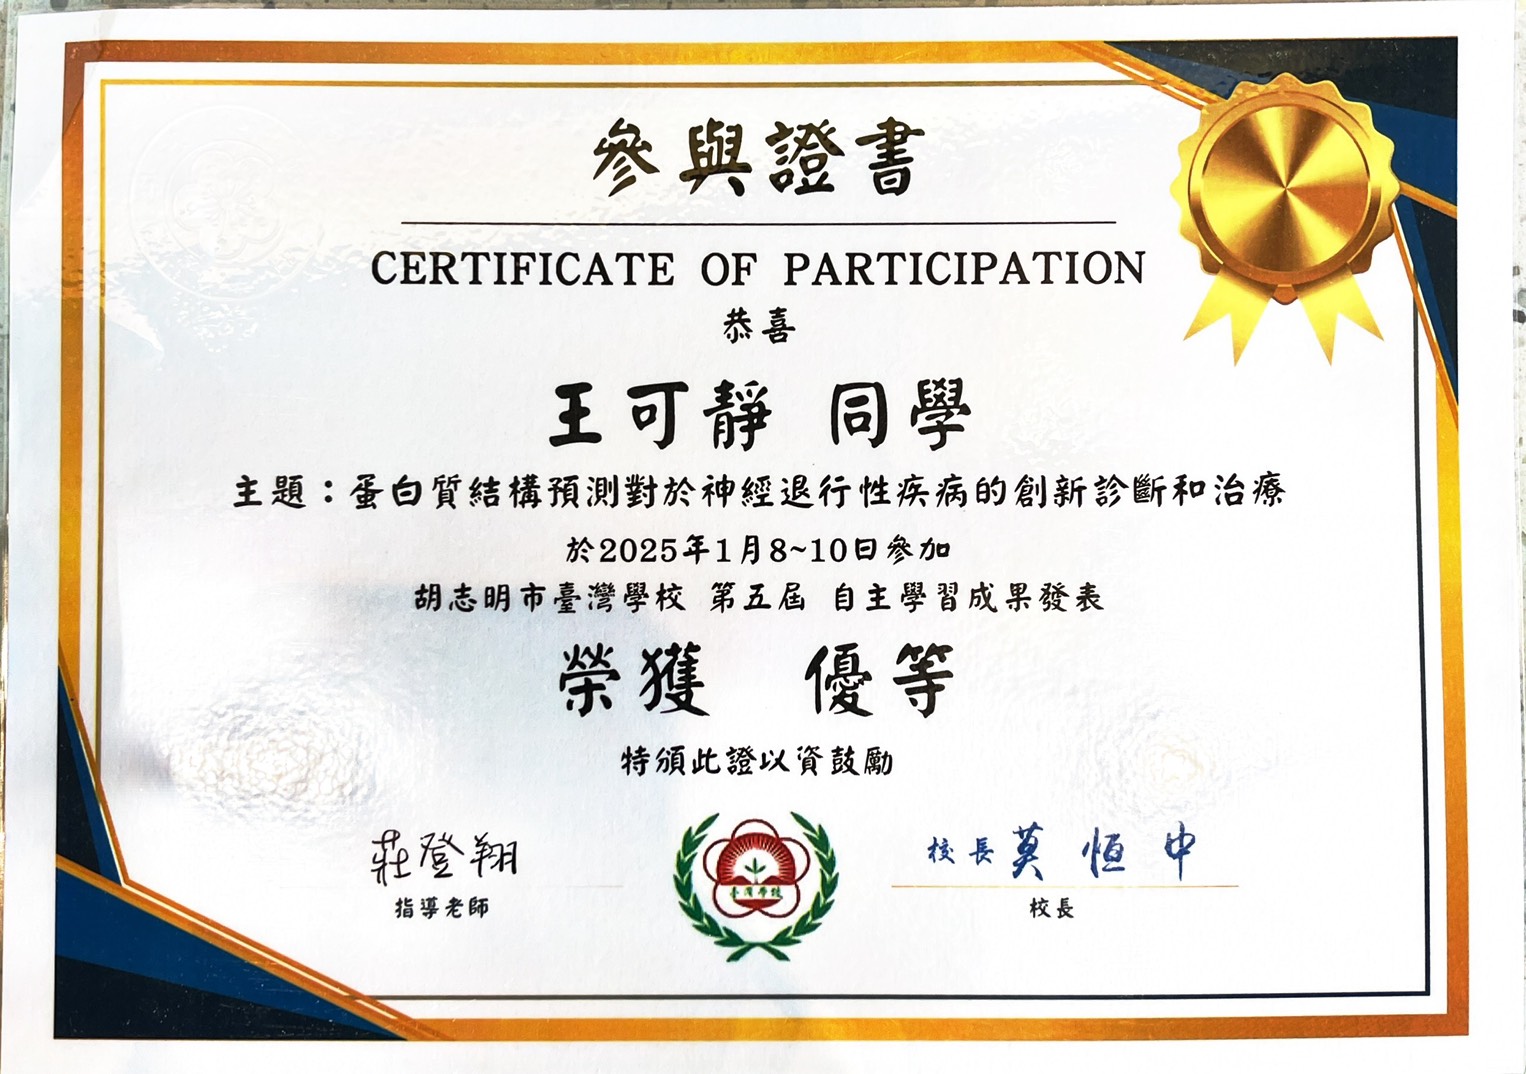 參與證書
CERTIFICATE OF PARTICIPATION
恭喜
王可靜 同學
主題：蛋白質結構預測對於神經退行性疾病的創新診斷和治療
於2025年1月8~10日參加
胡志明市臺灣學校 第五屆 自主學習成果發表
榮獲 優等
特頒此證以資鼓勵
莊登翔
指導老師
臺灣學校
校長 莫恒中
校長